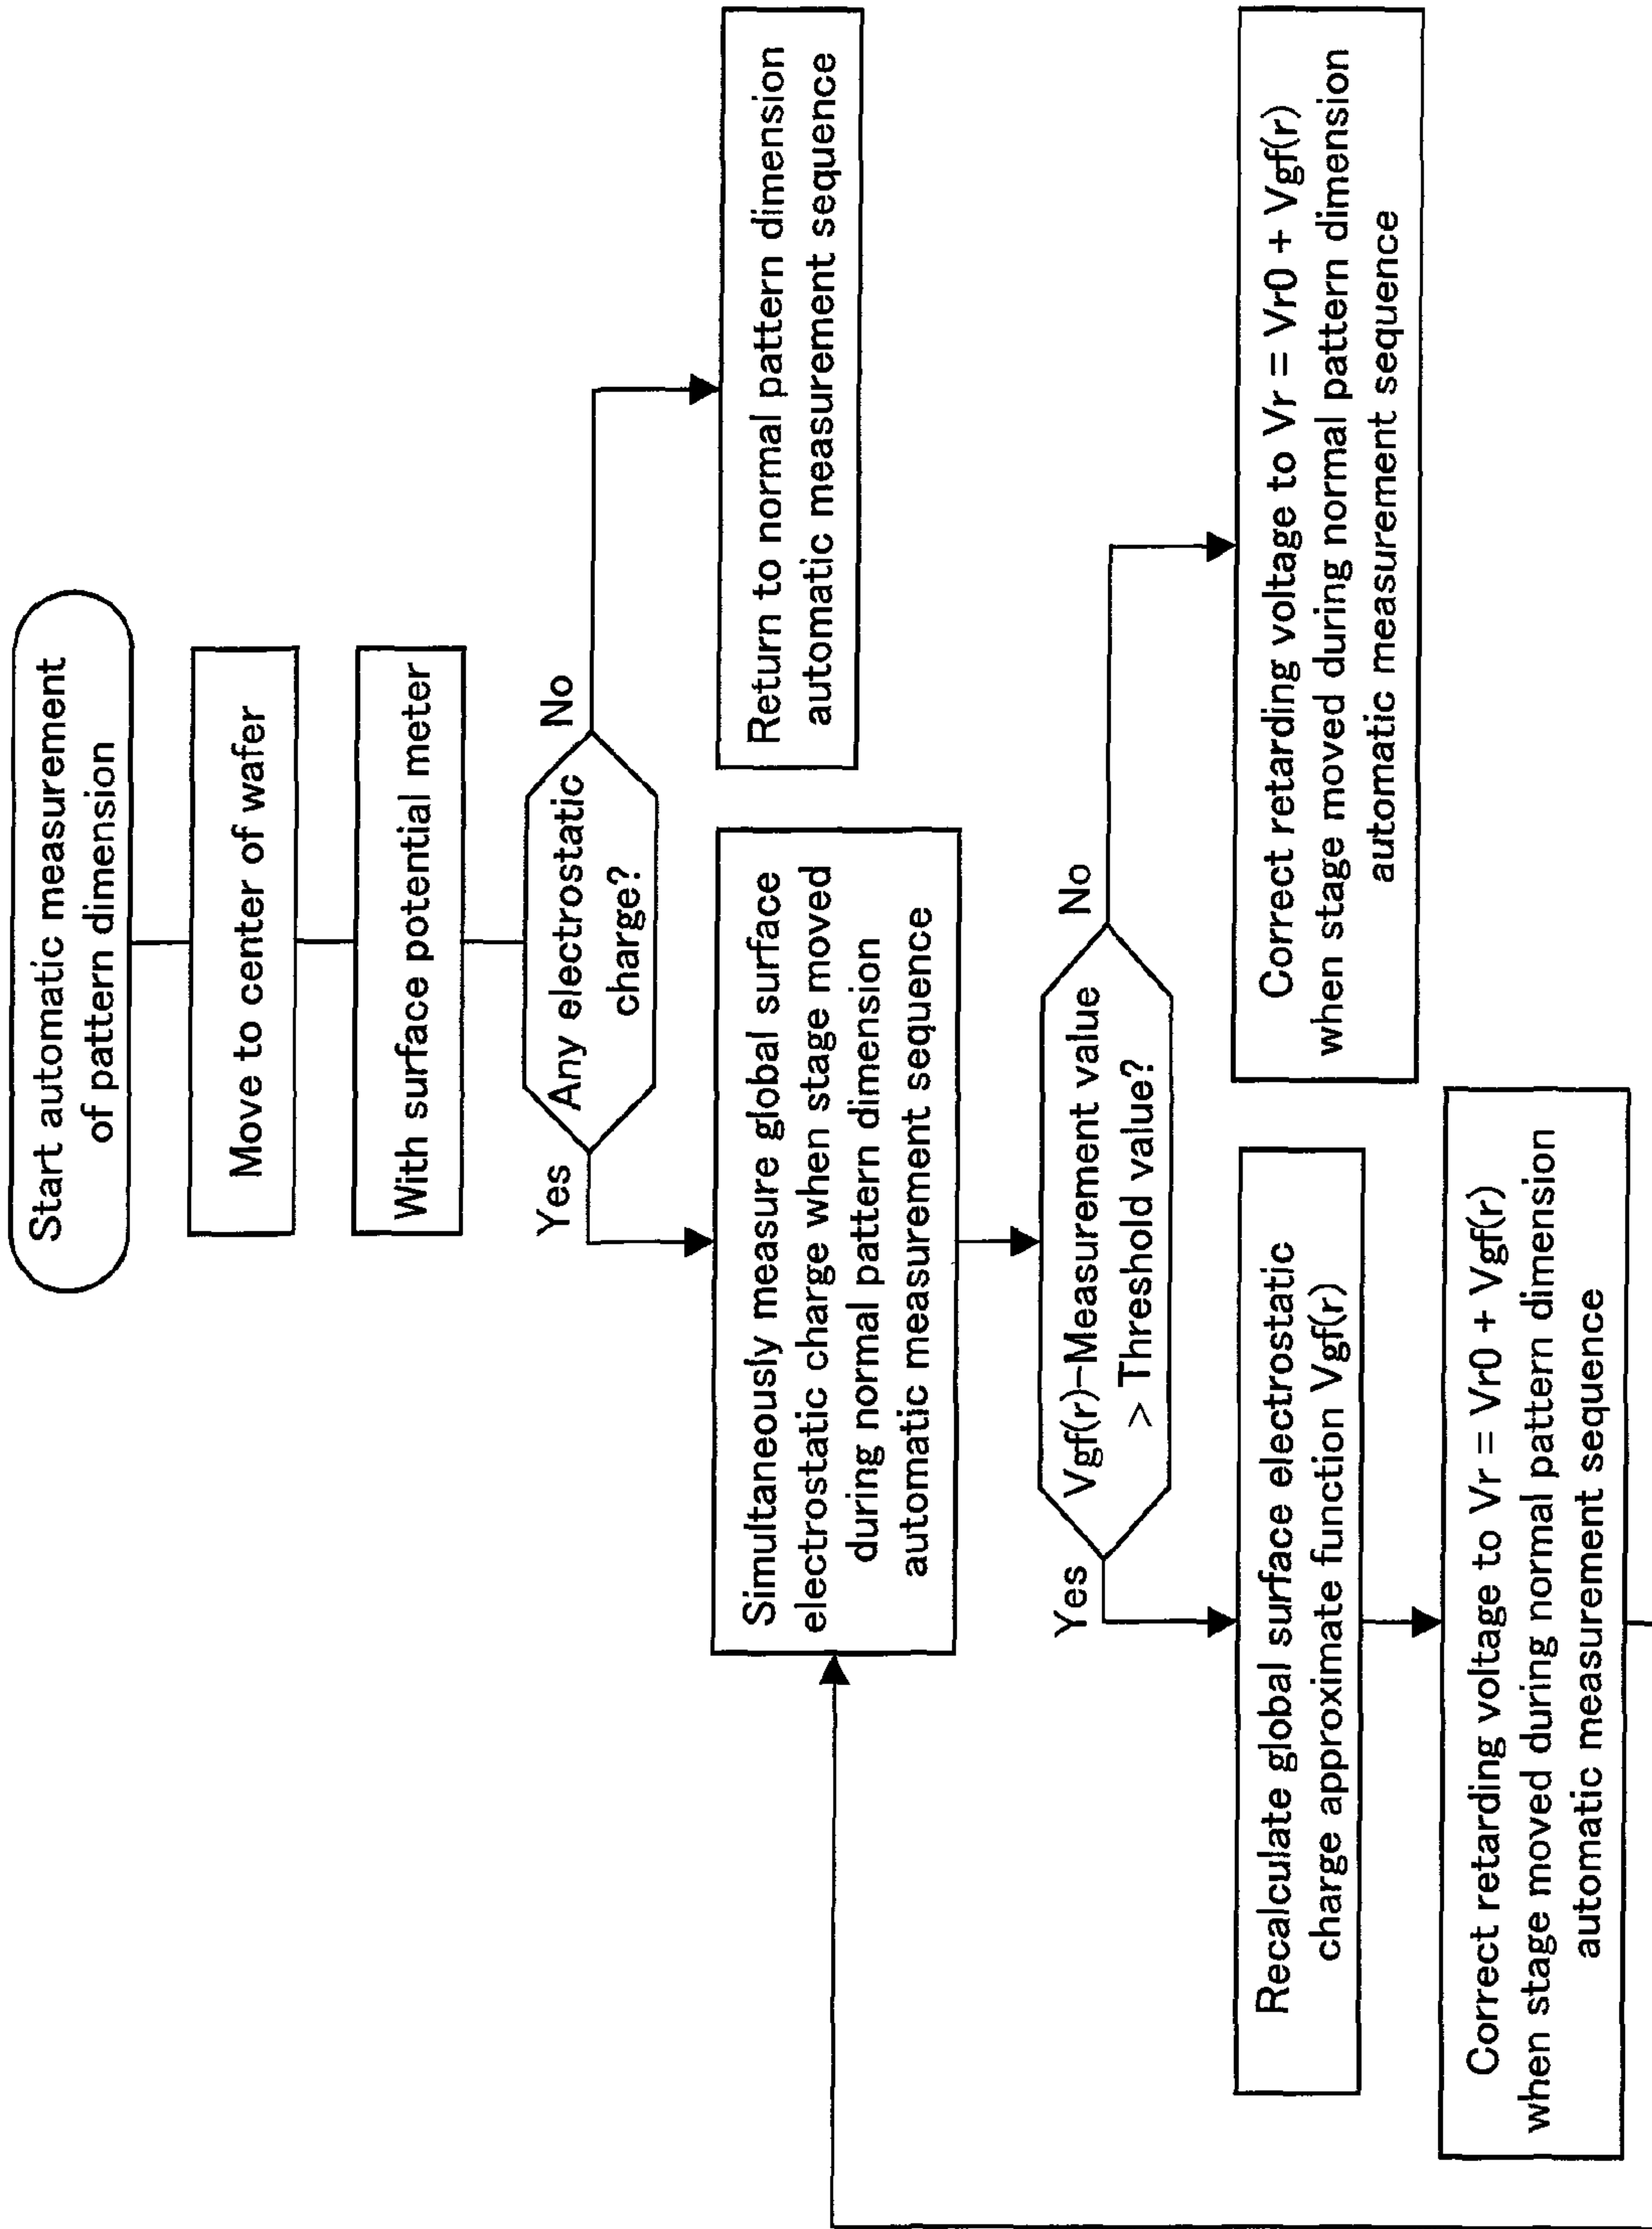 Start automatic measurement
of pattern dimension
Move to center of wafer
With surface potential meter
Any electrostatic
charge?
Yes
No
Simultaneously measure global surface
electrostatic charge when stage moved
during normal pattern dimension
automatic measurement sequence
Return to normal pattern dimension
automatic measurement sequence
Vgf(r)-Measurement value
> Threshold value?
Yes
No
Recalculate global surface electrostatic
charge approximate function Vgf(r)
Correct retarding voltage to Vr = Vr0 + Vgf(r)
when stage moved during normal pattern dimension
automatic measurement sequence
Correct retarding voltage to Vr = Vr0 + Vgf(r)
when stage moved during normal pattern dimension
automatic measurement sequence